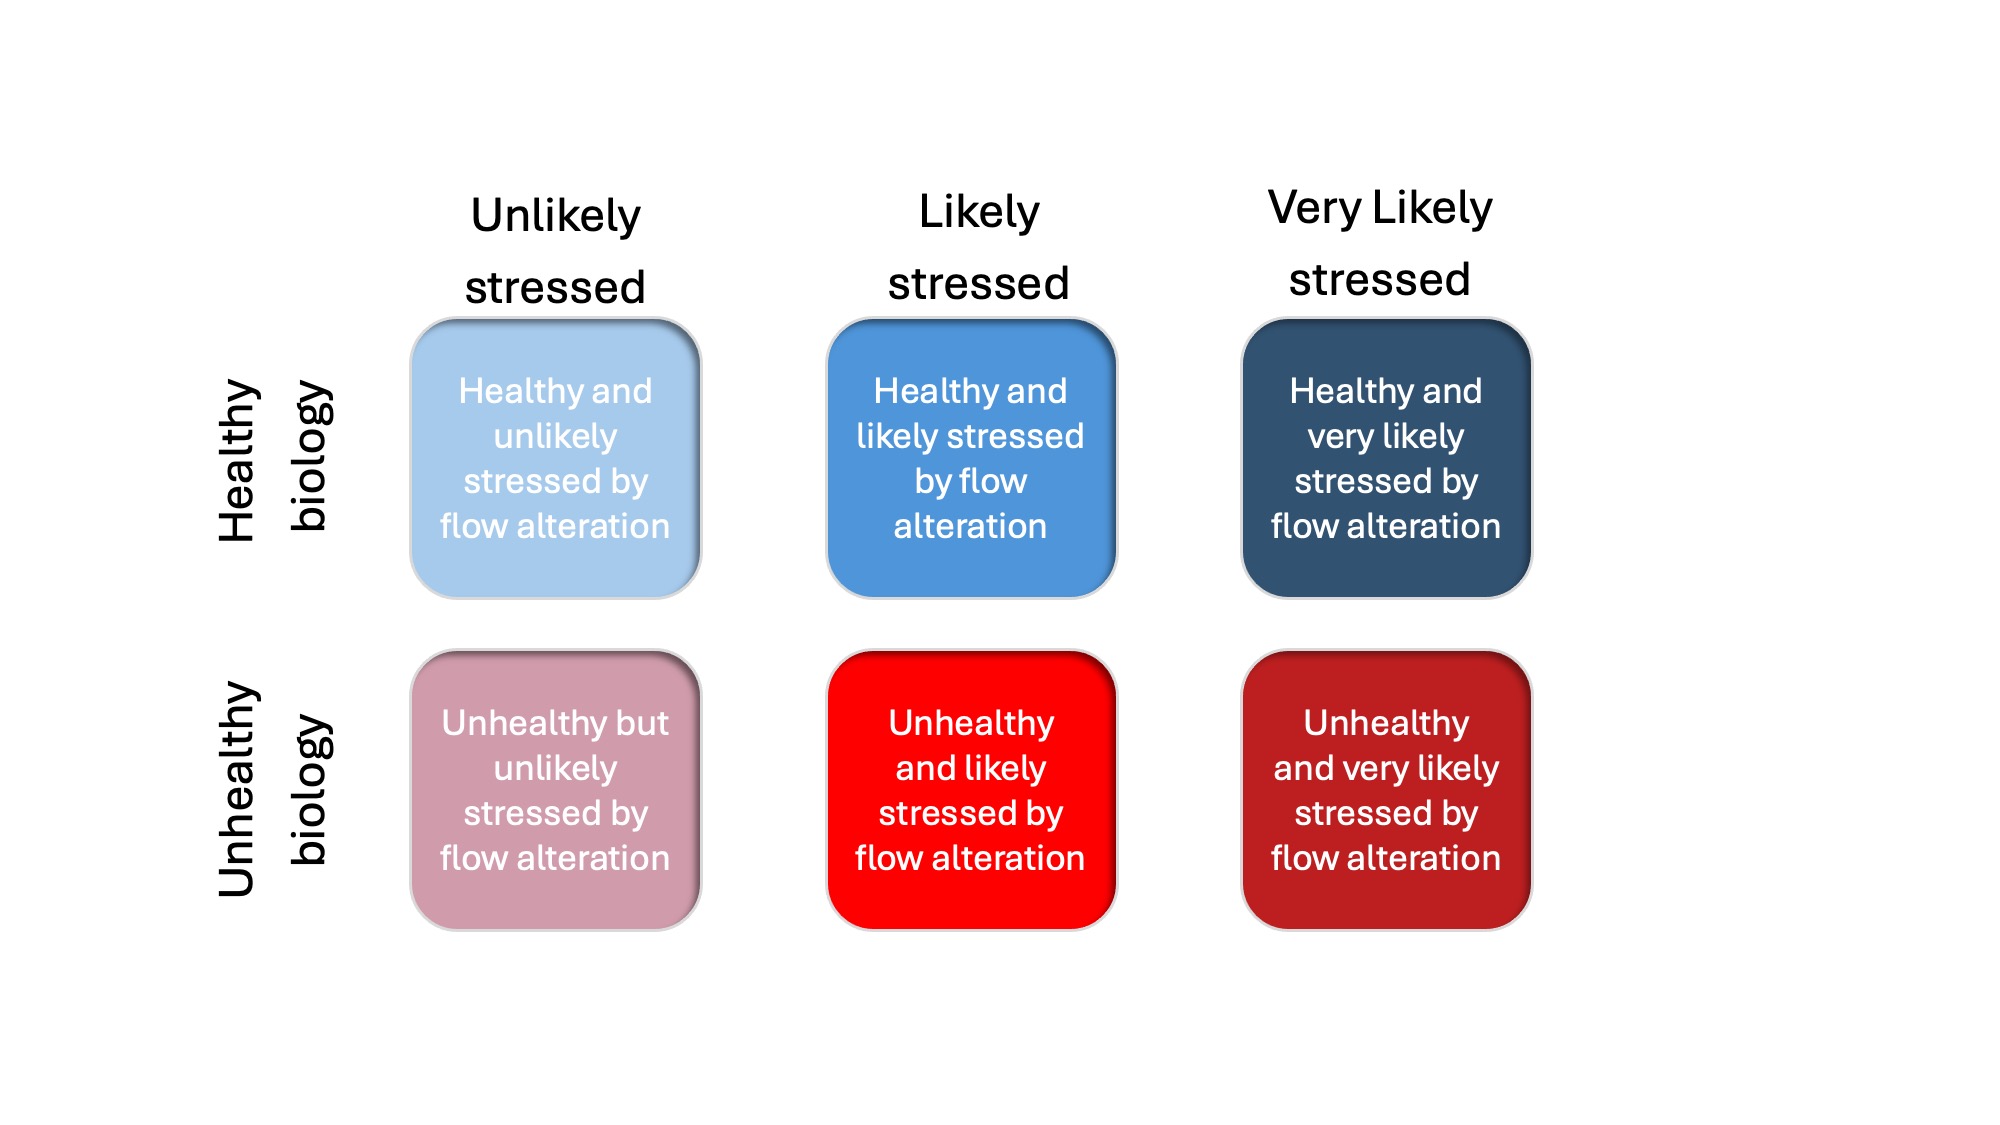 Unlikely
stressed
Likely
stressed
Very Likely
stressed
Healthy
biology
Healthy and
unlikely
stressed by
flow alteration
Healthy and
likely stressed
by flow
alteration
Healthy and
very likely
stressed by
flow alteration
Unhealthy
biology
Unhealthy but
unlikely
stressed by
flow alteration
Unhealthy
and likely
stressed by
flow alteration
Unhealthy
and very likely
stressed by
flow alteration